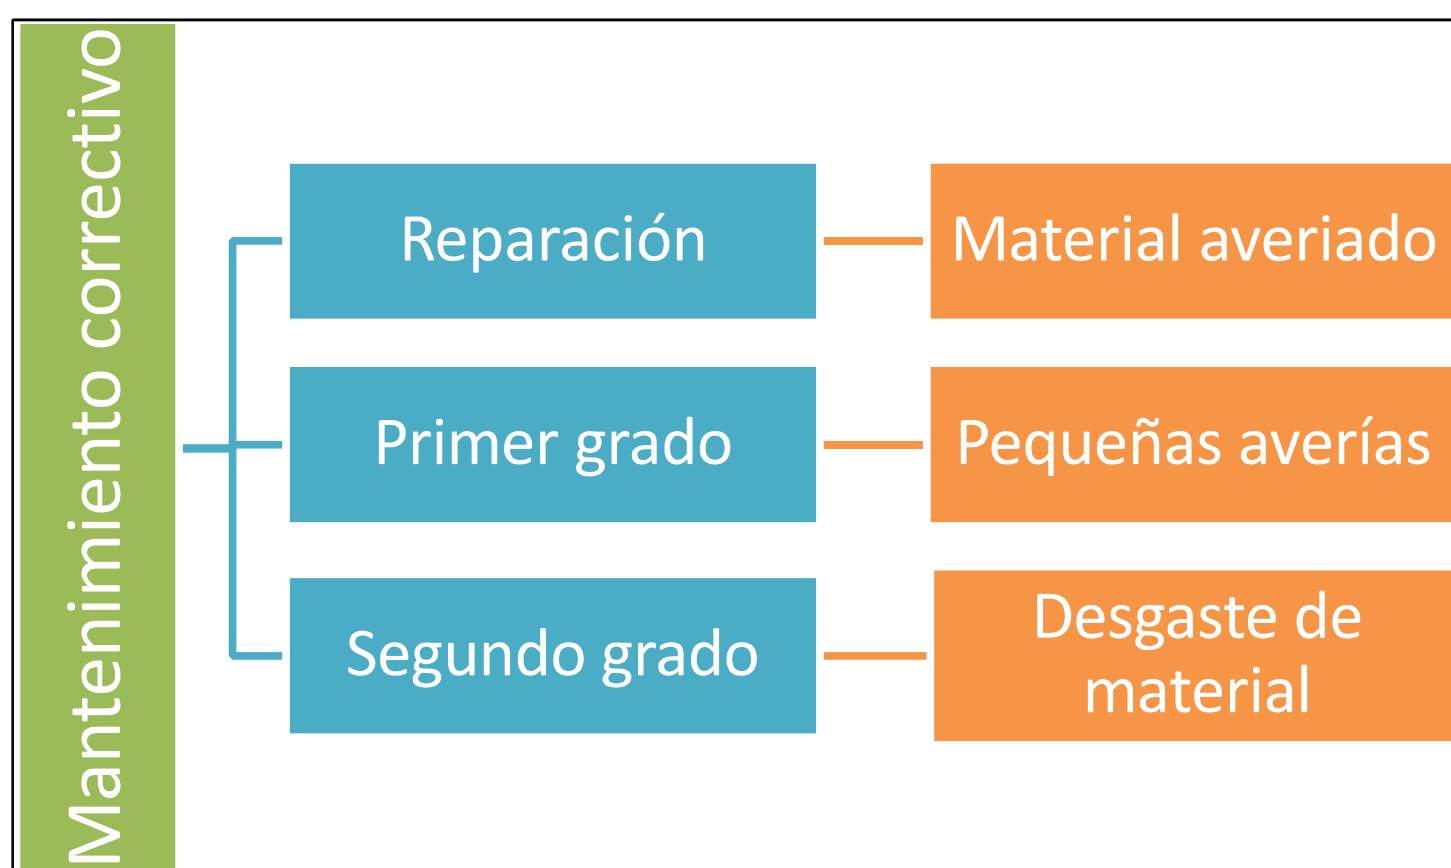 Mantenimiento correctivo
Reparación
Material averiado
Primer grado
Pequeñas averías
Segundo grado
Desgaste de
material